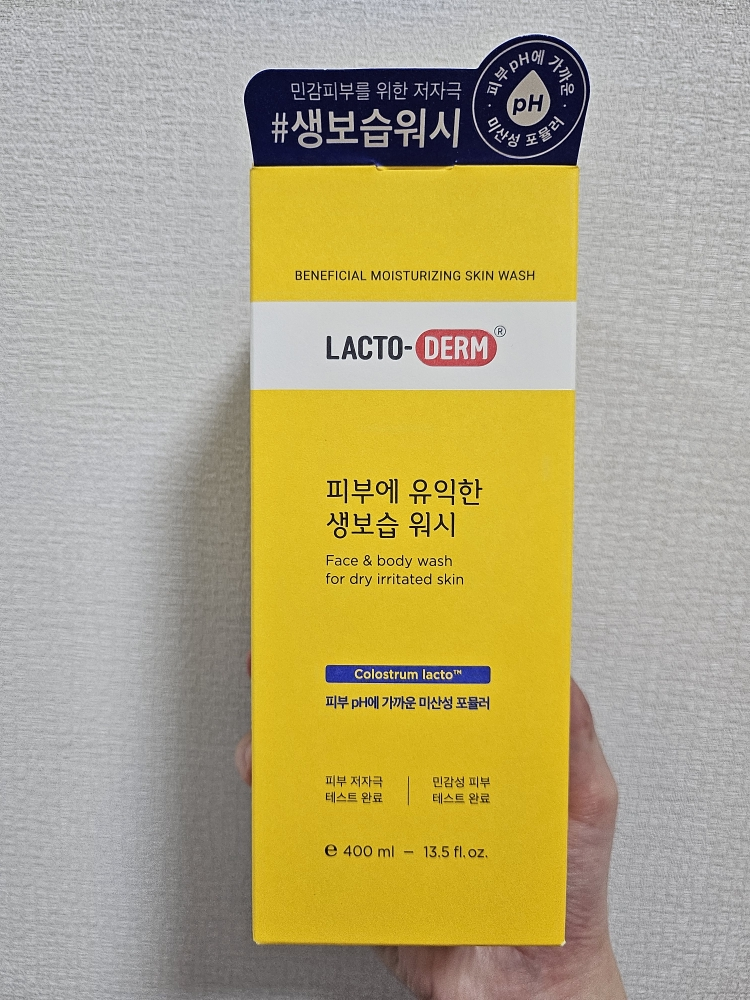 민감피부를 위한 저자극
#생보습워시
피부 pH에 가까운
pH
미산성 포뮬러
BENEFICIAL MOISTURIZING SKIN WASH
LACTO-DERM®
피부에 유익한
생보습 워시
Face & body wash
for dry irritated skin
Colostrum lacto™
피부 pH에 가까운 미산성 포뮬러
피부 저자극
테스트 완료
민감성 피부
테스트 완료
℮ 400 ml – 13.5 fl.oz.